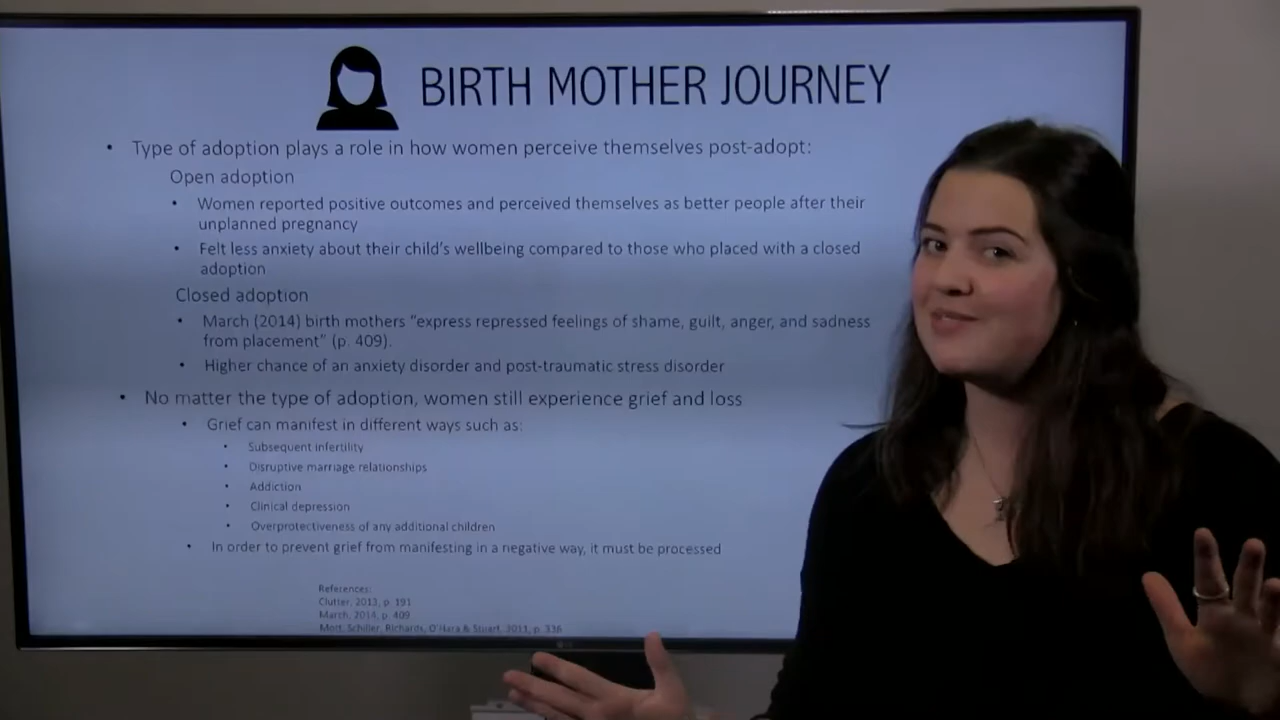 BIRTH MOTHER JOURNEY
• Type of adoption plays a role in how women perceive themselves post-adopt:
Open adoption
• Women reported positive outcomes and perceived themselves as better people after their
unplanned pregnancy
• Felt less anxiety about their child's wellbeing compared to those who placed with a closed
adoption
Closed adoption
• March (2014) birth mothers "express repressed feelings of shame, guilt, anger, and sadness
from placement" (p. 409).
• Higher chance of an anxiety disorder and post-traumatic stress disorder
• No matter the type of adoption, women still experience grief and loss
• Grief can manifest in different ways such as:
• Subsequent infertility
• Disruptive marriage relationships
• Addiction
• Clinical depression
• Overprotectiveness of any additional children
• In order to prevent grief from manifesting in a negative way, it must be processed
References:
Clutter, 2013, p. 191
March, 2014, p. 409
Mott, Schiller, Richards, O'Hara & Stuart, 2011, p. 336